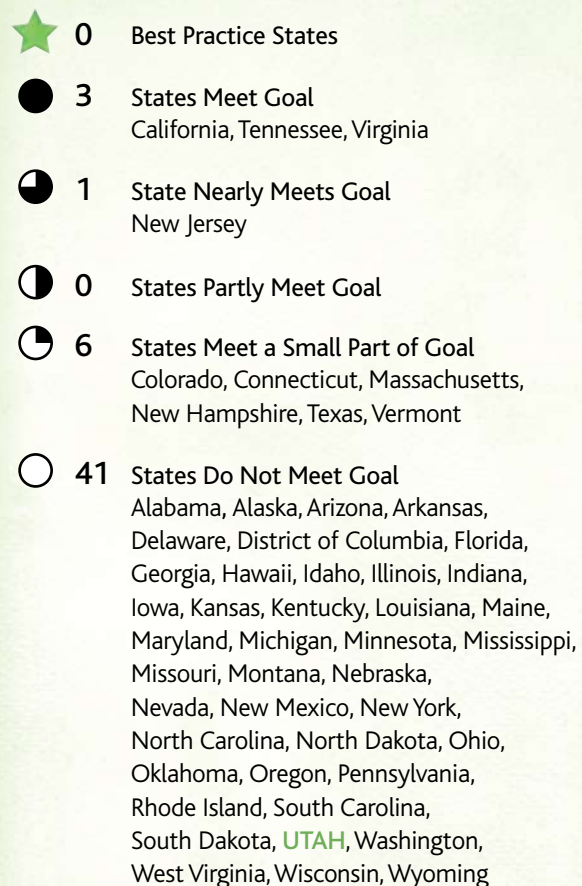 0 Best Practice States
3 States Meet Goal
California, Tennessee, Virginia
1 State Nearly Meets Goal
New Jersey
0 States Partly Meet Goal
6 States Meet a Small Part of Goal
Colorado, Connecticut, Massachusetts,
New Hampshire, Texas, Vermont
41 States Do Not Meet Goal
Alabama, Alaska, Arizona, Arkansas,
Delaware, District of Columbia, Florida,
Georgia, Hawaii, Idaho, Illinois, Indiana,
Iowa, Kansas, Kentucky, Louisiana, Maine,
Maryland, Michigan, Minnesota, Mississippi,
Missouri, Montana, Nebraska,
Nevada, New Mexico, New York,
North Carolina, North Dakota, Ohio,
Oklahoma, Oregon, Pennsylvania,
Rhode Island, South Carolina,
South Dakota, UTAH, Washington,
West Virginia, Wisconsin, Wyoming